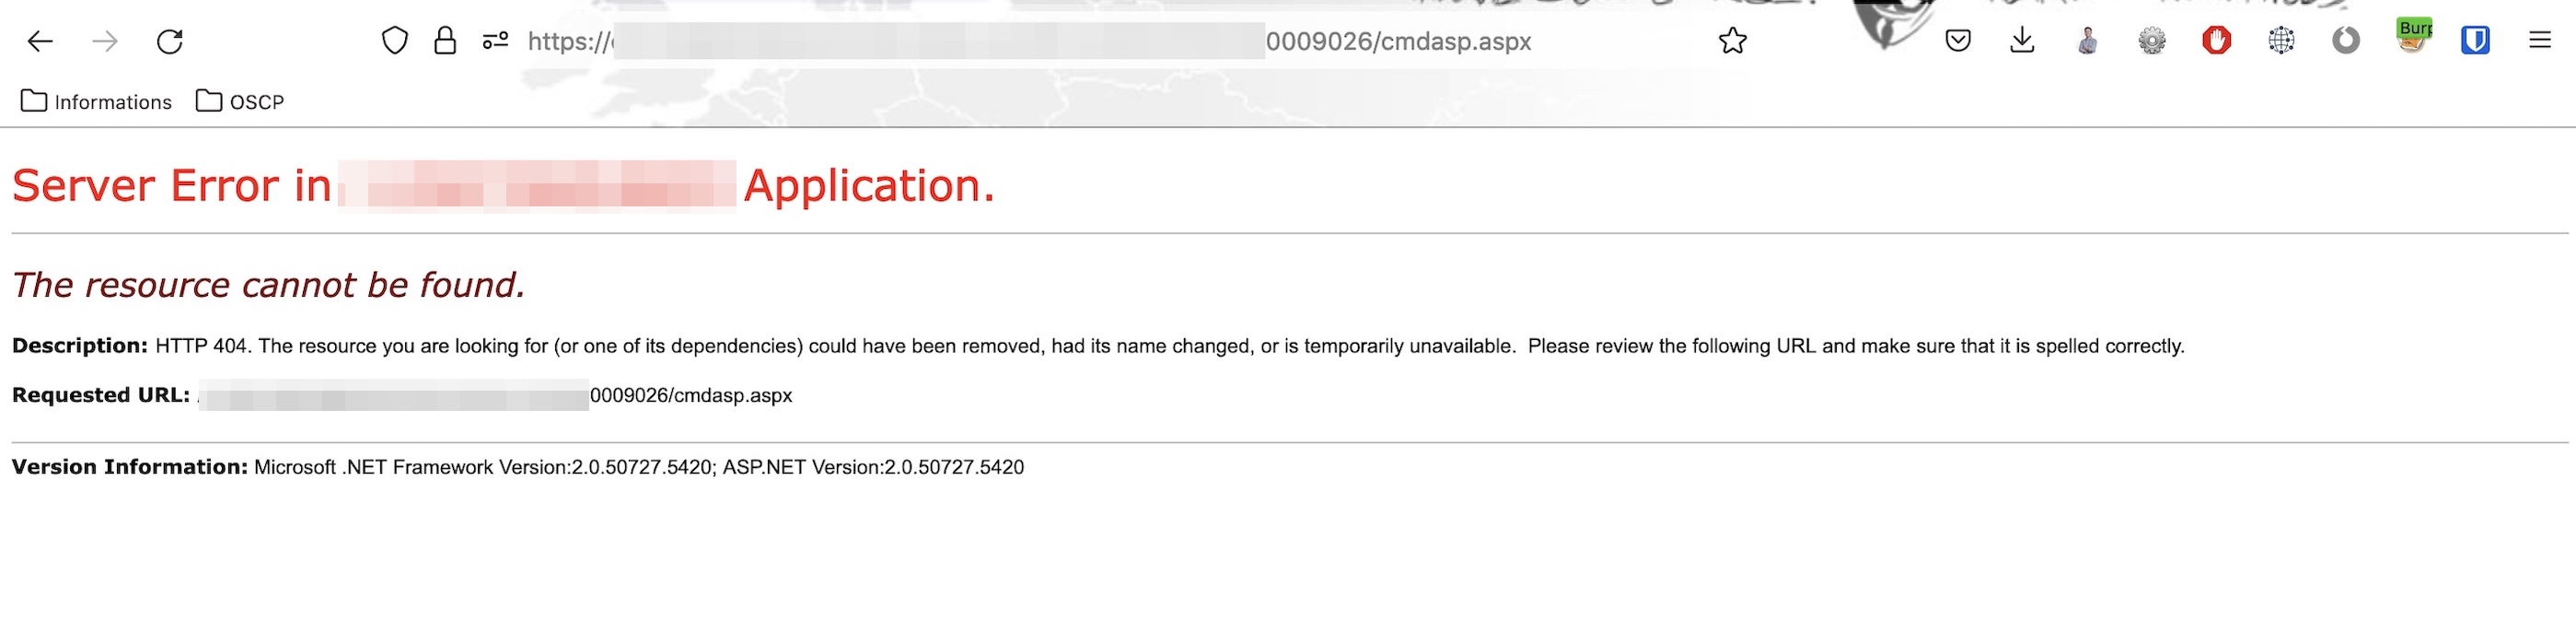 https:// 0009026/cmdasp.aspx
Burp
Informations OSCP
Server Error in Application.
The resource cannot be found.
Description: HTTP 404. The resource you are looking for (or one of its dependencies) could have been removed, had its name changed, or is temporarily unavailable.  Please review the following URL and make sure that it is spelled correctly.
Requested URL: 0009026/cmdasp.aspx
Version Information: Microsoft .NET Framework Version:2.0.50727.5420; ASP.NET Version:2.0.50727.5420